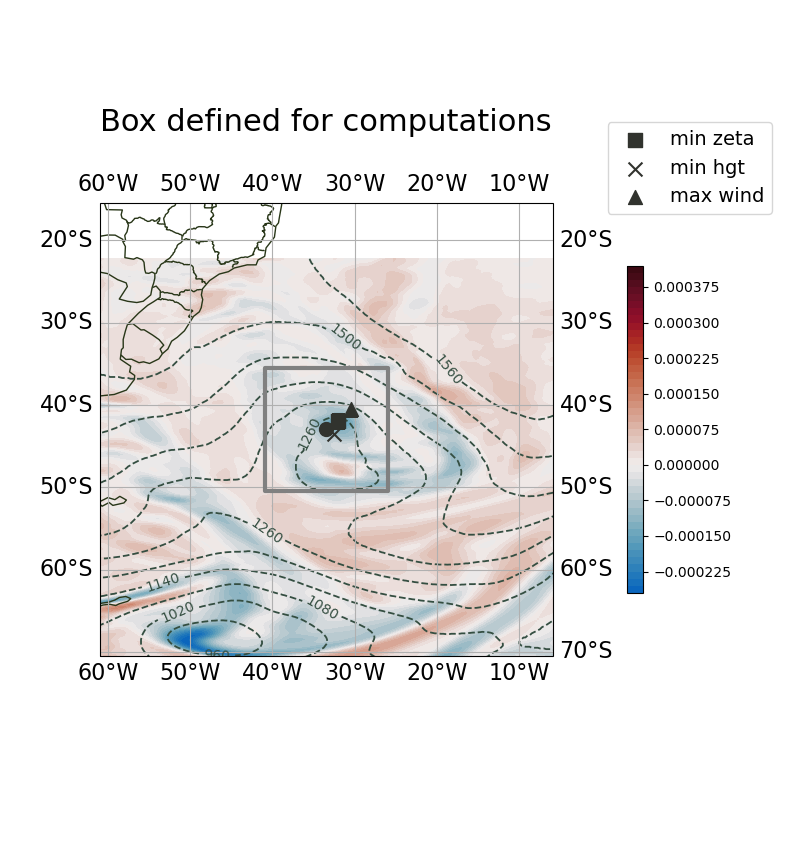 Box defined for computations
min zeta
min hgt
max wind
60°W 50°W 40°W 30°W 20°W 10°W
20°S 20°S
30°S 30°S
40°S 40°S
50°S 50°S
60°S 60°S
70°S
60°W 50°W 40°W 30°W 20°W 10°W
1500
1560
1260
1260
1140
1020
1080
960
0.000375
0.000300
0.000225
0.000150
0.000075
0.000000
−0.000075
−0.000150
−0.000225